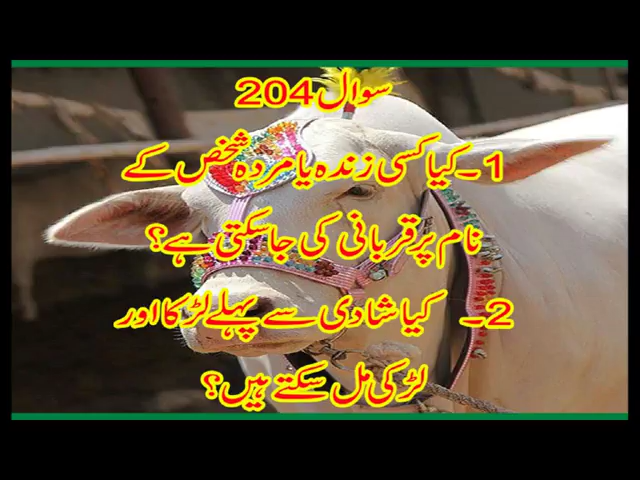 سوال 204
1۔ کیا کسی زندہ یا مردہ شخص کے
نام پر قربانی کی جا سکتی ہے؟
2۔ کیا شادی سے پہلے لڑکا اور
لڑکی مل سکتے ہیں؟